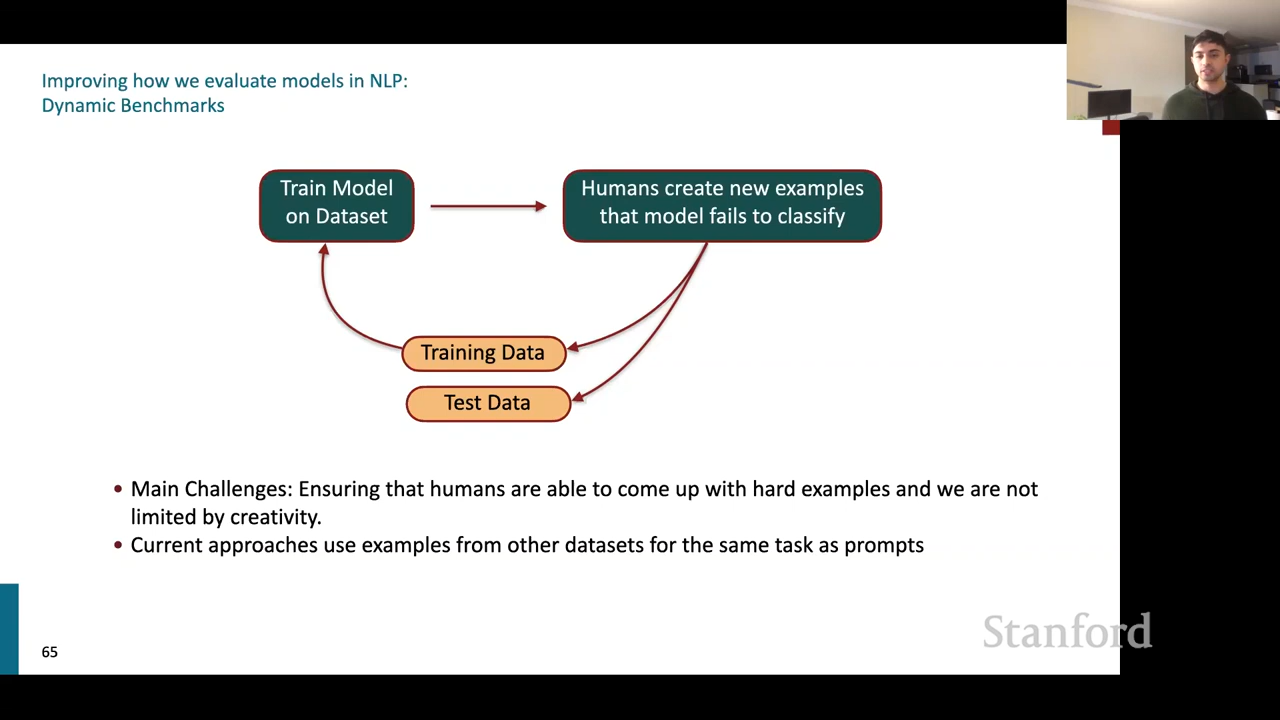 Improving how we evaluate models in NLP:
Dynamic Benchmarks
Train Model
on Dataset
Humans create new examples
that model fails to classify
Training Data
Test Data
• Main Challenges: Ensuring that humans are able to come up with hard examples and we are not
limited by creativity.
• Current approaches use examples from other datasets for the same task as prompts
Stanford
65